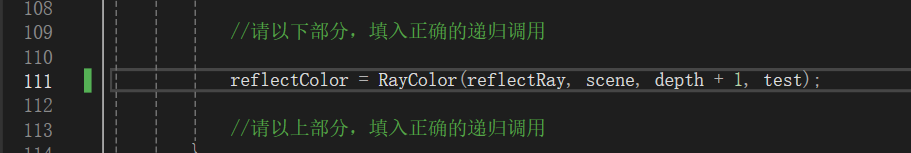 108
109 //请以下部分，填入正确的递归调用
110
111 reflectColor = RayColor(reflectRay, scene, depth + 1, test);
112
113 //请以上部分，填入正确的递归调用
114 }